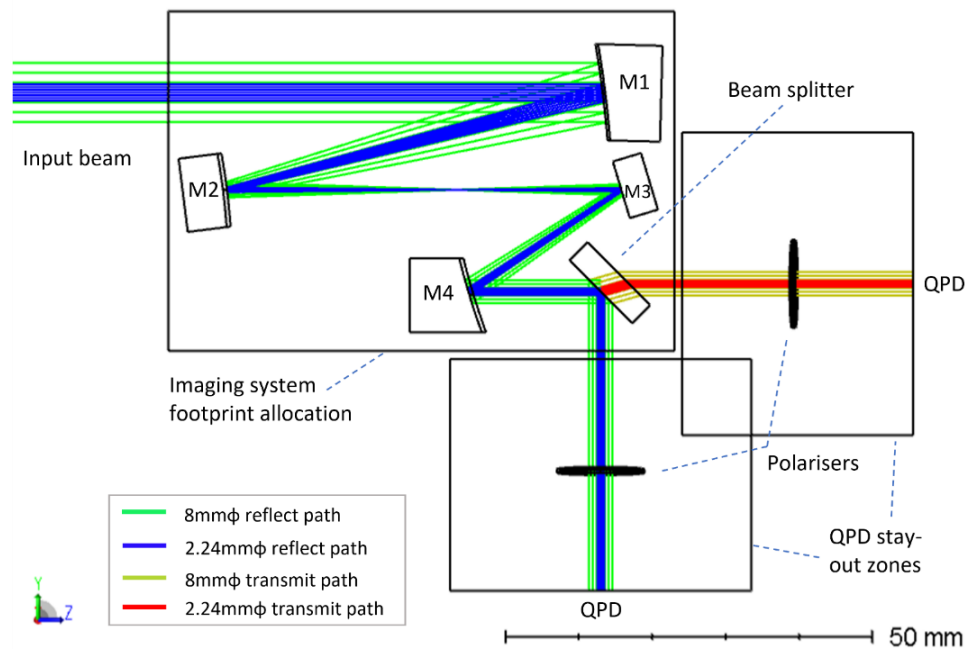 M1
Beam splitter
Input beam
M2
M3
M4
QPD
Imaging system
footprint allocation
Polarisers
8mmϕ reflect path
2.24mmϕ reflect path
8mmϕ transmit path
2.24mmϕ transmit path
QPD stay-
out zones
Y
Z
QPD
50 mm